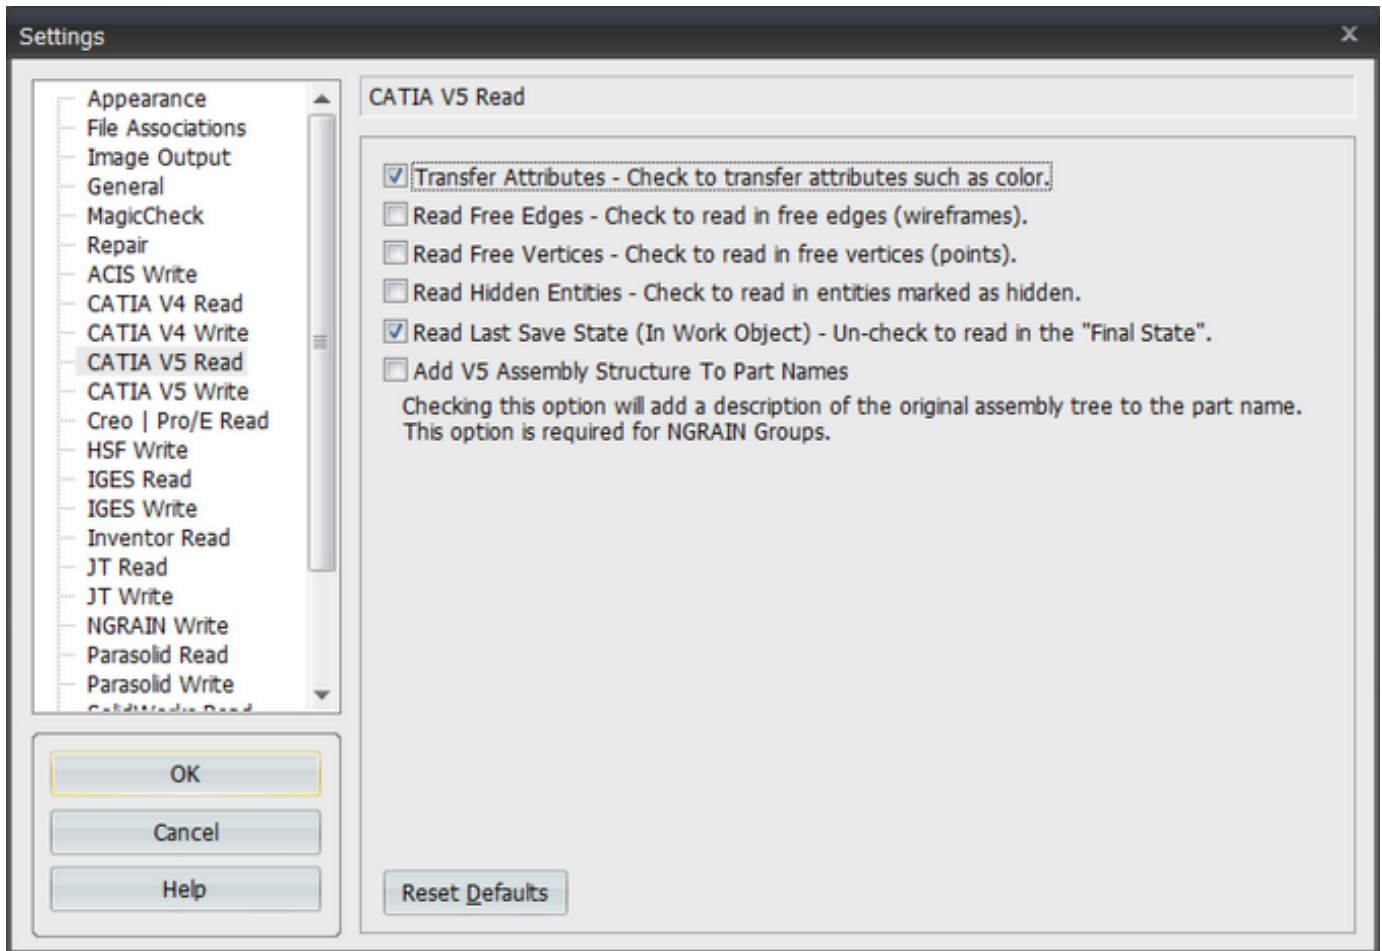 Settings
x
Appearance
File Associations
Image Output
General
MagicCheck
Repair
ACIS Write
CATIA V4 Read
CATIA V4 Write
CATIA V5 Read
CATIA V5 Write
Creo | Pro/E Read
HSF Write
IGES Read
IGES Write
Inventor Read
JT Read
JT Write
NGRAIN Write
Parasolid Read
Parasolid Write
SolidWorks Read
OK
Cancel
Help
CATIA V5 Read
Transfer Attributes - Check to transfer attributes such as color.
Read Free Edges - Check to read in free edges (wireframes).
Read Free Vertices - Check to read in free vertices (points).
Read Hidden Entities - Check to read in entities marked as hidden.
Read Last Save State (In Work Object) - Un-check to read in the "Final State".
Add V5 Assembly Structure To Part Names
Checking this option will add a description of the original assembly tree to the part name.
This option is required for NGRAIN Groups.
Reset Defaults